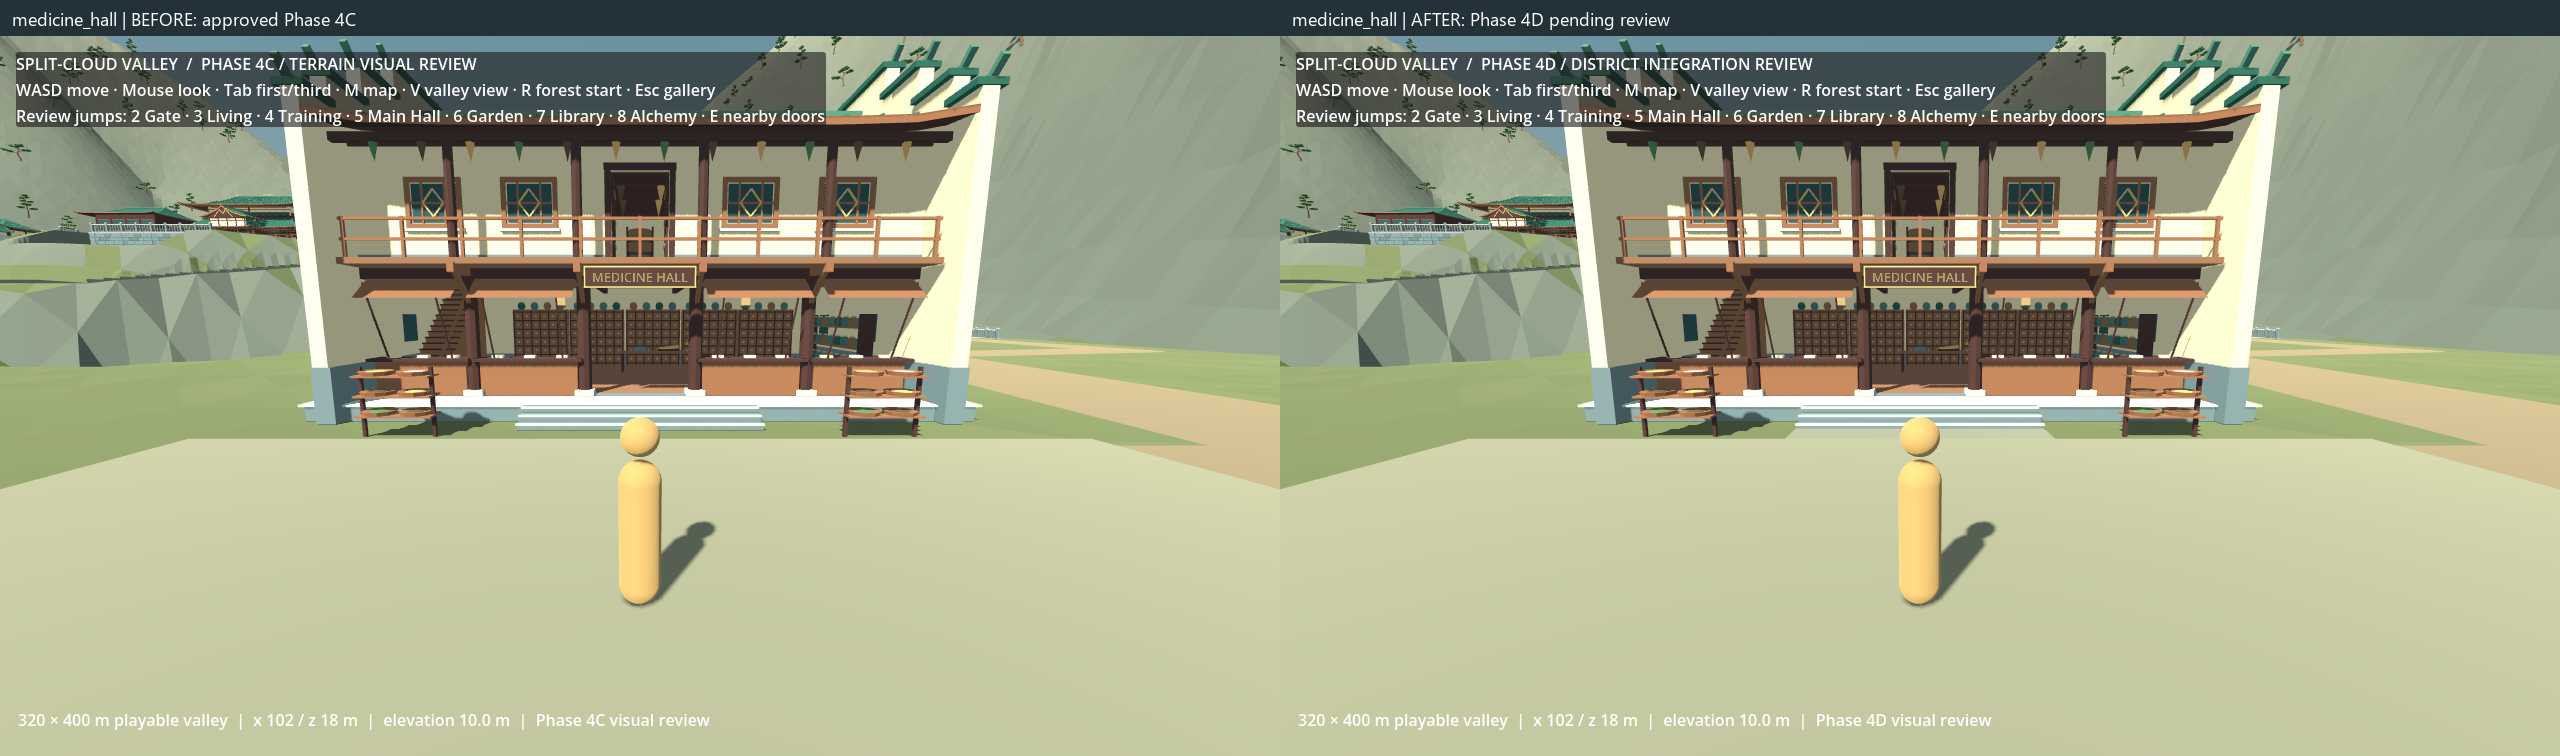 medicine_hall | BEFORE: approved Phase 4C
SPLIT-CLOUD VALLEY / PHASE 4C / TERRAIN VISUAL REVIEW
WASD move · Mouse look · Tab first/third · M map · V valley view · R forest start · Esc gallery
Review jumps: 2 Gate · 3 Living · 4 Training · 5 Main Hall · 6 Garden · 7 Library · 8 Alchemy · E nearby doors
MEDICINE HALL
320 × 400 m playable valley | x 102 / z 18 m | elevation 10.0 m | Phase 4C visual review
medicine_hall | AFTER: Phase 4D pending review
SPLIT-CLOUD VALLEY / PHASE 4D / DISTRICT INTEGRATION REVIEW
WASD move · Mouse look · Tab first/third · M map · V valley view · R forest start · Esc gallery
Review jumps: 2 Gate · 3 Living · 4 Training · 5 Main Hall · 6 Garden · 7 Library · 8 Alchemy · E nearby doors
MEDICINE HALL
320 × 400 m playable valley | x 102 / z 18 m | elevation 10.0 m | Phase 4D visual review